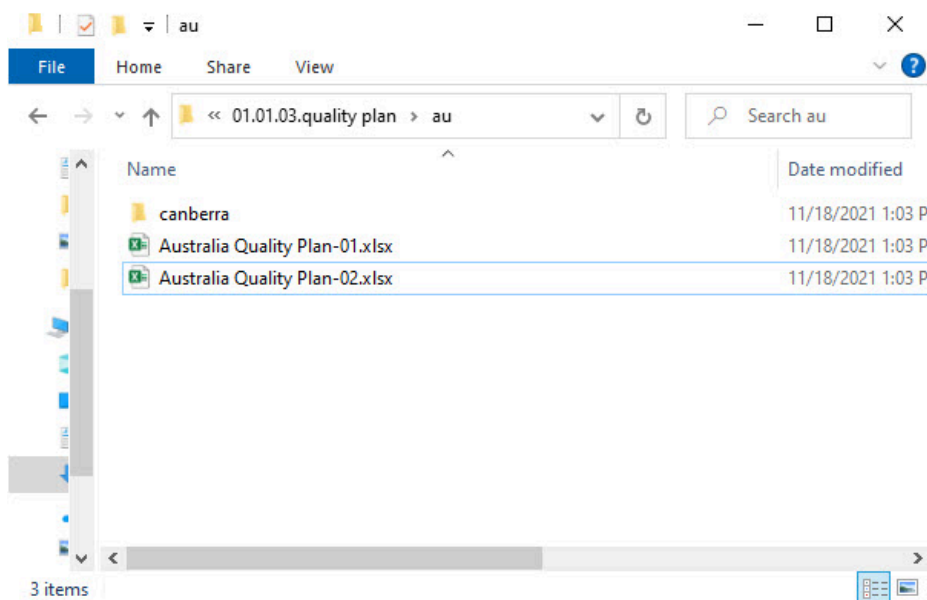 au
File Home Share View
« 01.01.03.quality plan > au Search au
Name Date modified
canberra 11/18/2021 1:03 P
Australia Quality Plan-01.xlsx 11/18/2021 1:03 P
Australia Quality Plan-02.xlsx 11/18/2021 1:03 P
3 items